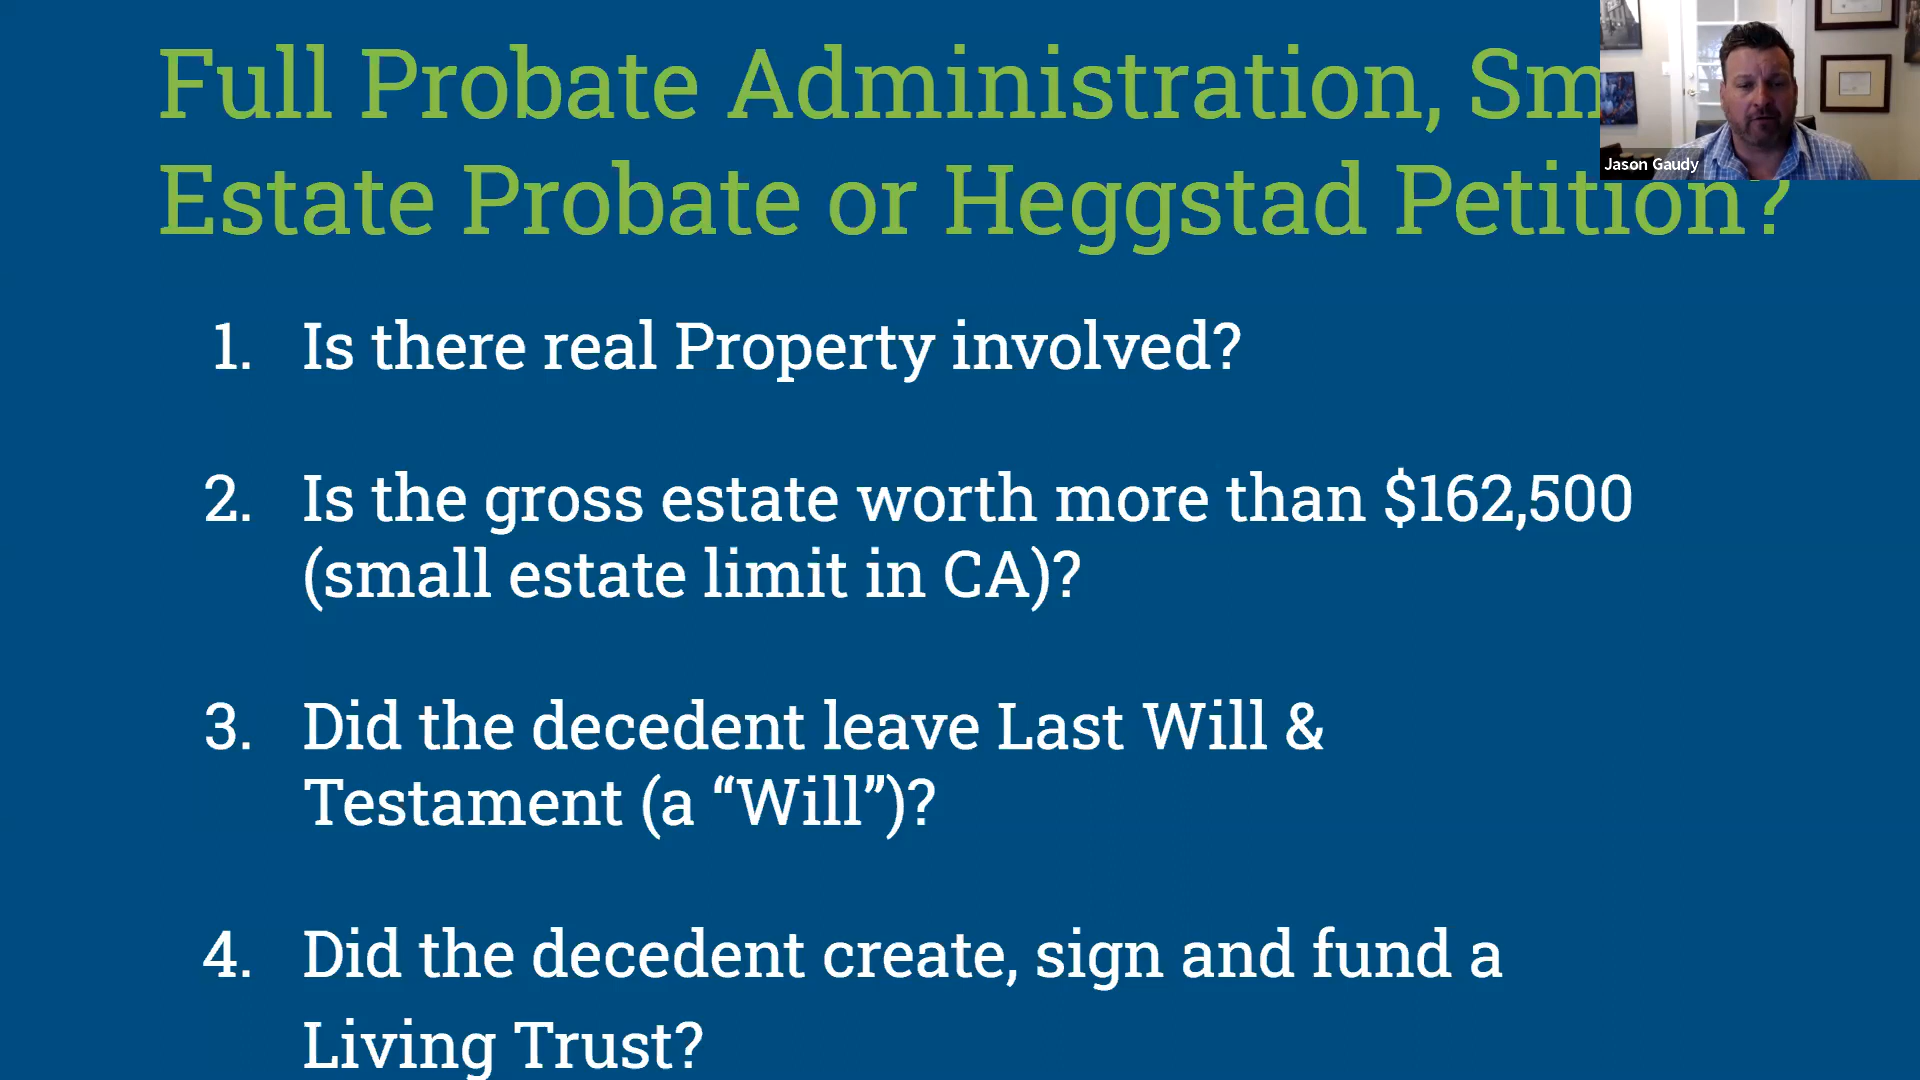 Full Probate Administration, Sm
Estate Probate or Heggstad Petition?
Jason Gaudy
1. Is there real Property involved?
2. Is the gross estate worth more than $162,500
(small estate limit in CA)?
3. Did the decedent leave Last Will &
Testament (a “Will”)?
4. Did the decedent create, sign and fund a
Living Trust?